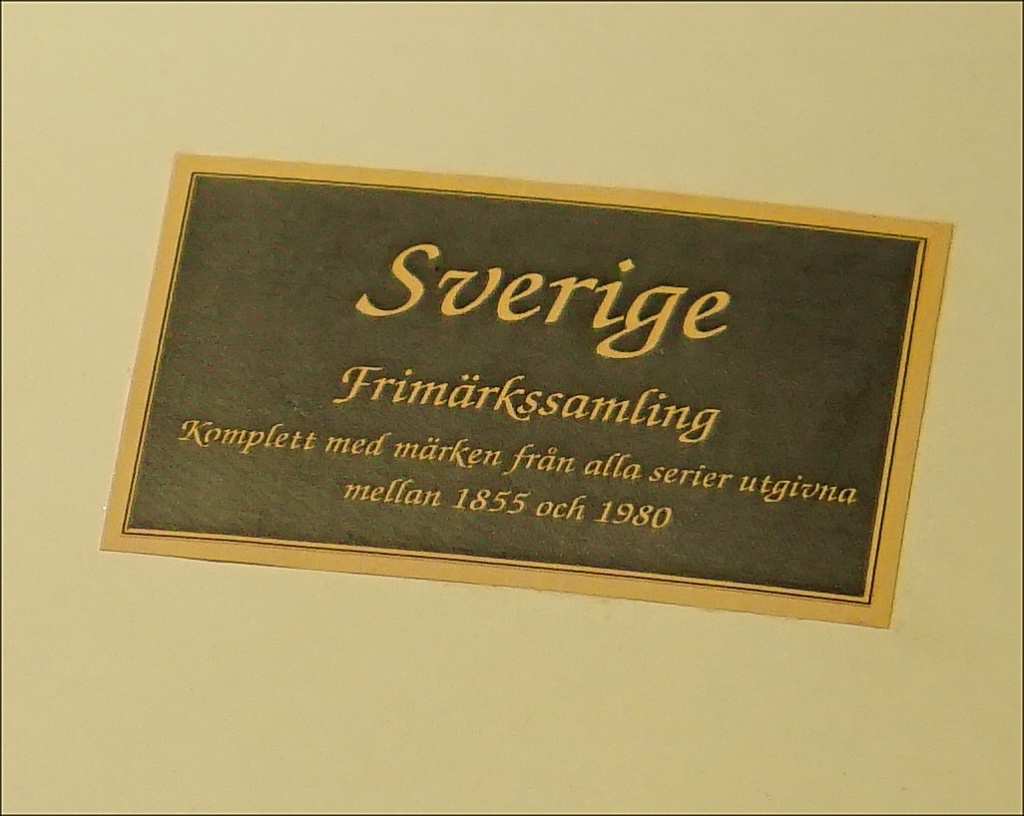 Sverige
Frimärkssamling
Komplett med märken från alla serier utgivna
mellan 1855 och 1980